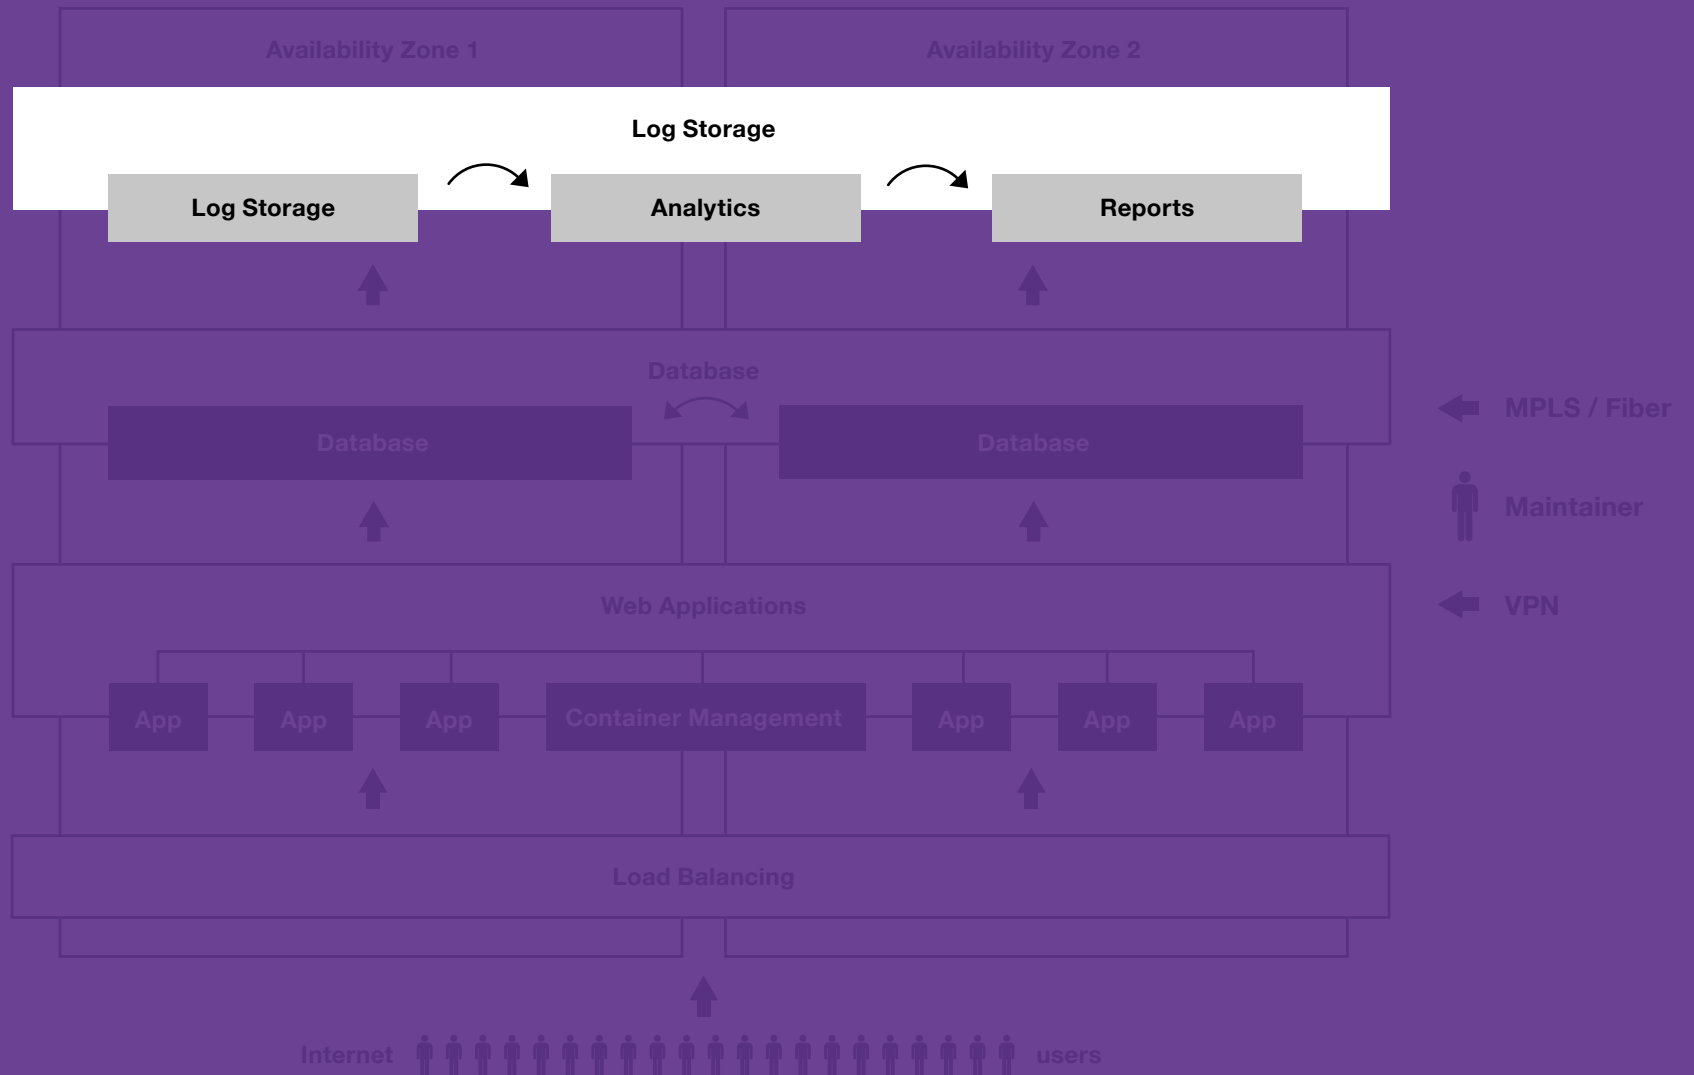 Availability Zone 1
Availability Zone 2
Log Storage
Log Storage
Analytics
Reports
Database
Database
Database
MPLS / Fiber
Maintainer
Web Applications
VPN
App
App
App
Container Management
App
App
App
Load Balancing
Internet
users